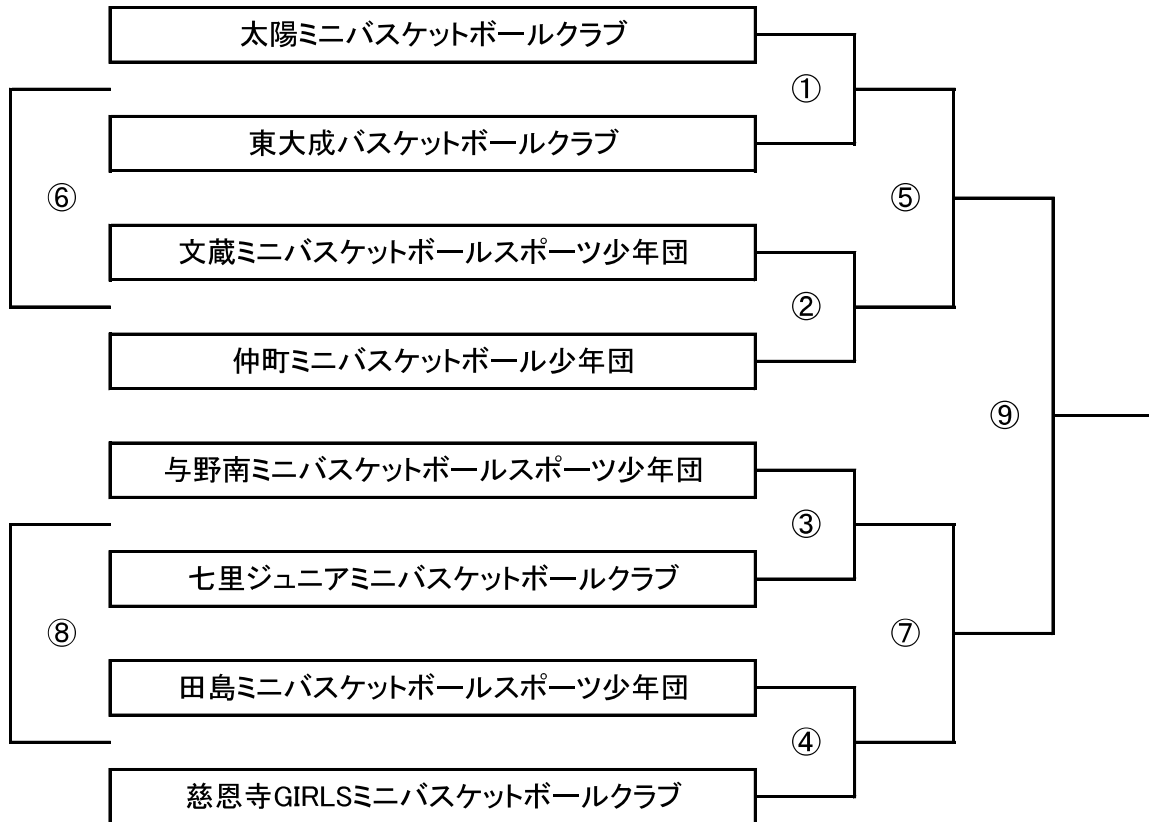 太陽ミニバスケットボールクラブ
①
東大成バスケットボールクラブ
⑥
⑤
文蔵ミニバスケットボールスポーツ少年団
②
仲町ミニバスケットボール少年団
⑨
与野南ミニバスケットボールスポーツ少年団
③
七里ジュニアミニバスケットボールクラブ
⑧
⑦
田島ミニバスケットボールスポーツ少年団
④
慈恩寺GIRLSミニバスケットボールクラブ